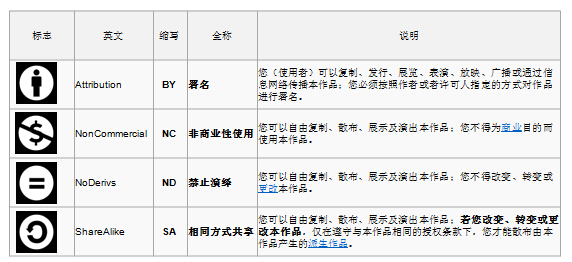 标志 英文 缩写 全称 说明
Attribution BY 署名 您（使用者）可以复制、发行、展览、表演、放映、广播或通过信
息网络传播本作品；您必须按照作者或者许可人指定的方式对作品
进行署名。
NonCommercial NC 非商业性使用 您可以自由复制、散布、展示及演出本作品；您不得为商业目的而
使用本作品。
NoDerivs ND 禁止演绎 您可以自由复制、散布、展示及演出本作品；您不得改变、转变或
更改本作品。
ShareAlike SA 相同方式共享 您可以自由复制、散布、展示及演出本作品；若您改变、转变或更
改本作品，仅在遵守与本作品相同的授权条款下，您才能散布由本
作品产生的派生作品。